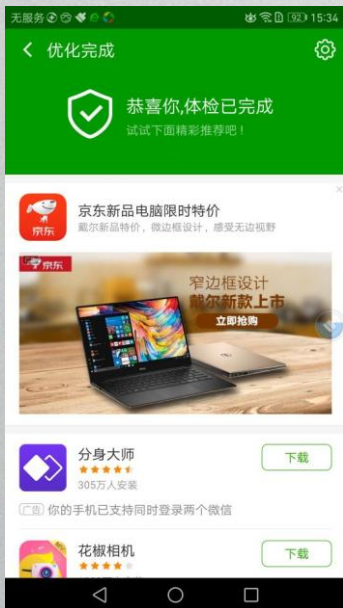 无服务
92 15:34
优化完成
恭喜你,体检已完成
试试下面精彩推荐吧！
京东
京东新品电脑限时特价
戴尔新品特价，微边框设计，感受无边视野
京东
窄边框设计
戴尔新款上市
立即抢购
分身大师
下载
305万人安装
广告 你的手机已支持同时登录两个微信
花椒相机
下载